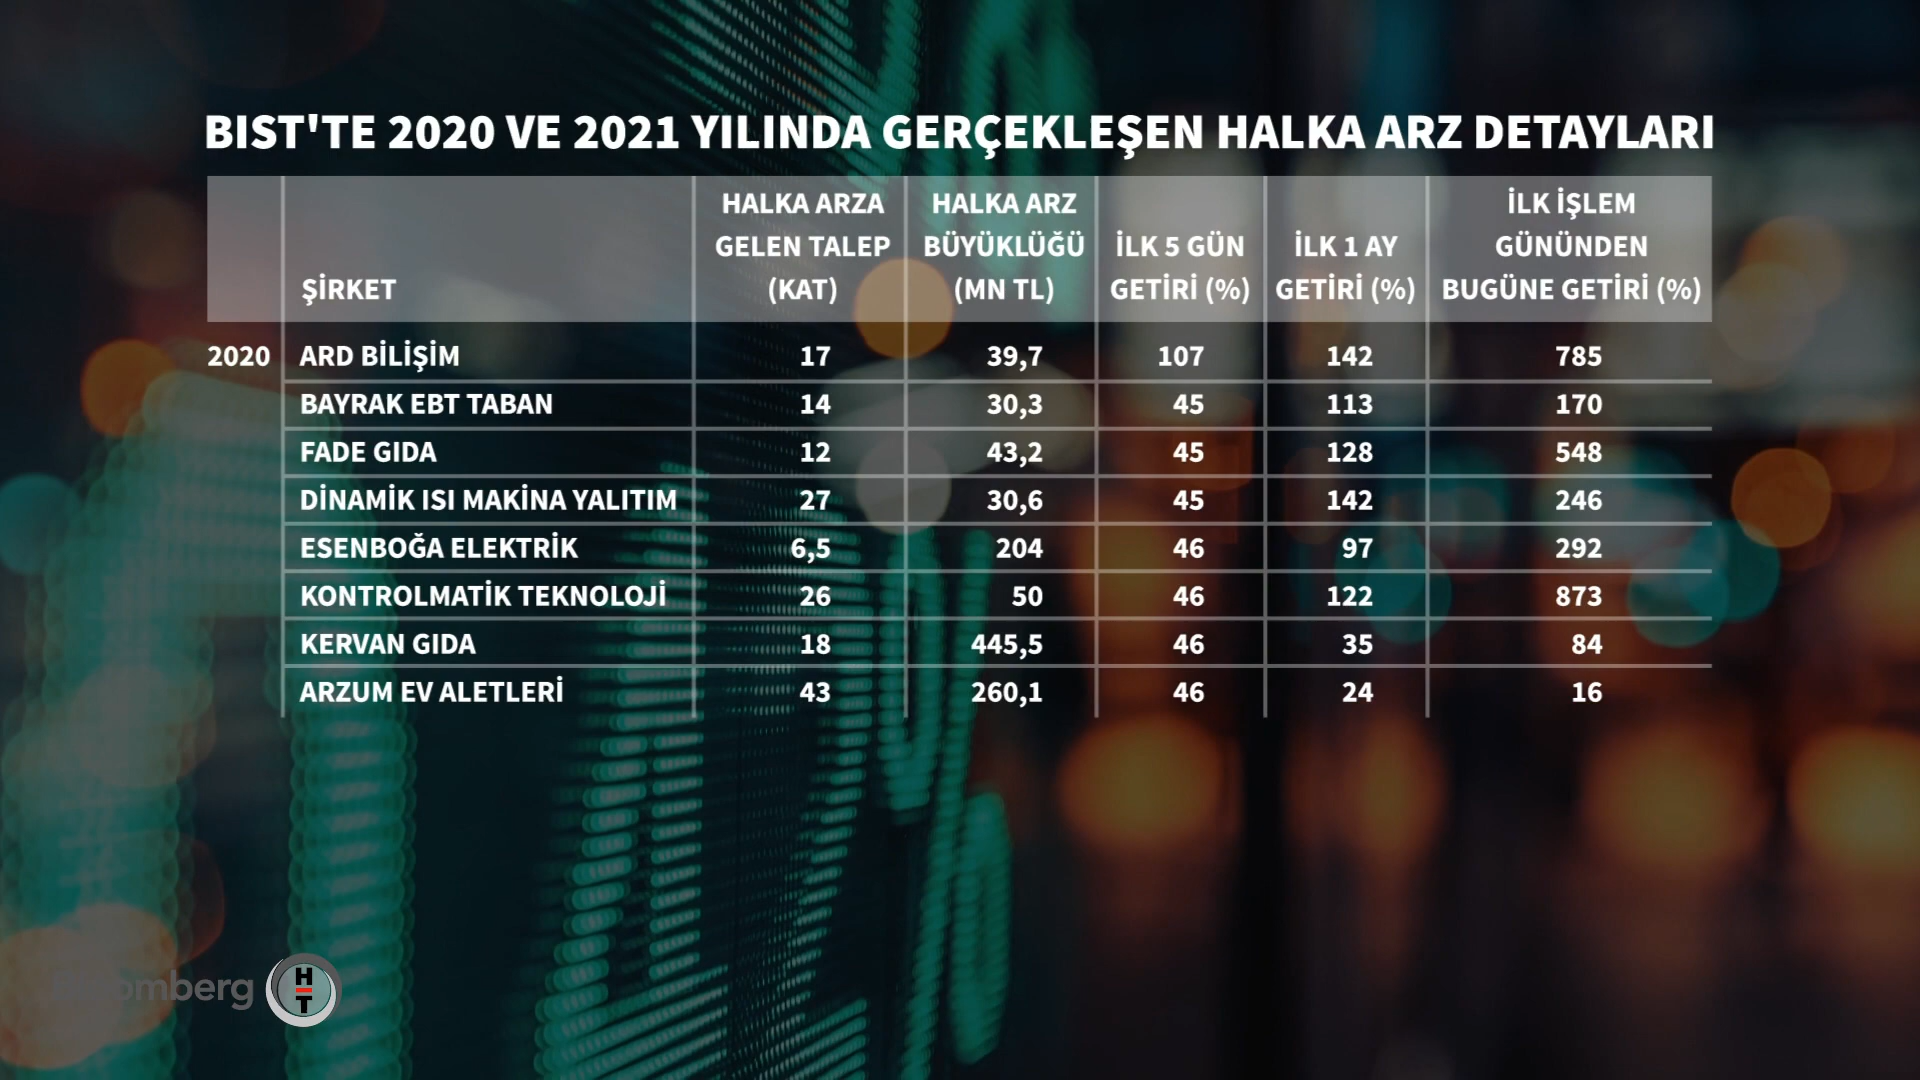 BIST'TE 2020 VE 2021 YILINDA GERÇEKLEŞEN HALKA ARZ DETAYLARI
ŞİRKET
HALKA ARZA
GELEN TALEP
(KAT)
HALKA ARZ
BÜYÜKLÜĞÜ
(MN TL)
İLK 5 GÜN
GETİRİ (%)
İLK 1 AY
GETİRİ (%)
İLK İŞLEM
GÜNÜNDEN
BUGÜNE GETİRİ (%)
2020 ARD BİLİŞİM 17 39,7 107 142 785
BAYRAK EBT TABAN 14 30,3 45 113 170
FADE GIDA 12 43,2 45 128 548
DİNAMİK ISI MAKİNA YALITIM 27 30,6 45 142 246
ESENBOĞA ELEKTRİK 6,5 204 46 97 292
KONTROLMATİK TEKNOLOJİ 26 50 46 122 873
KERVAN GIDA 18 445,5 46 35 84
ARZUM EV ALETLERİ 43 260,1 46 24 16
Bloomberg HT